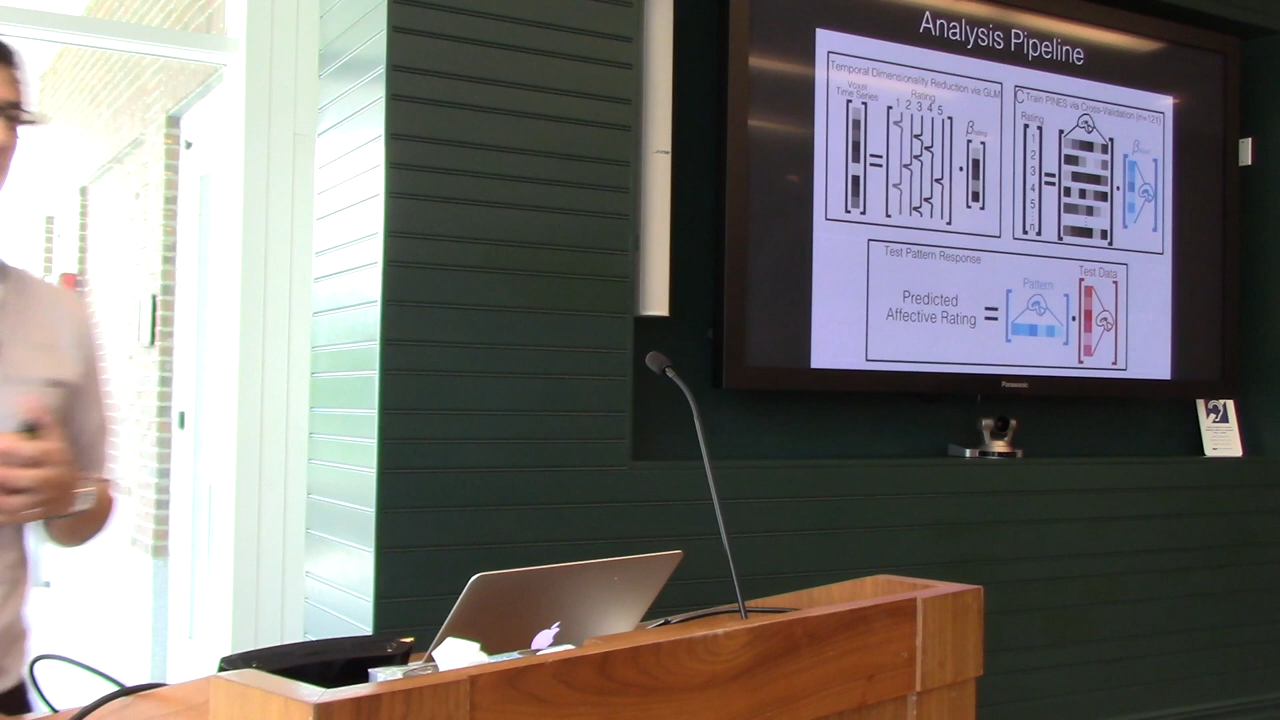 Analysis Pipeline
Temporal Dimensionality Reduction via GLM
Voxel
Time Series
Rating
1 2 3 4 5
=
β
C Train PINES via Cross-Validation (n=121)
Rating
1
2
3
4
5
n
=
β
Test Pattern Response
Predicted
Affective Rating
=
Pattern
Test Data
Panasonic